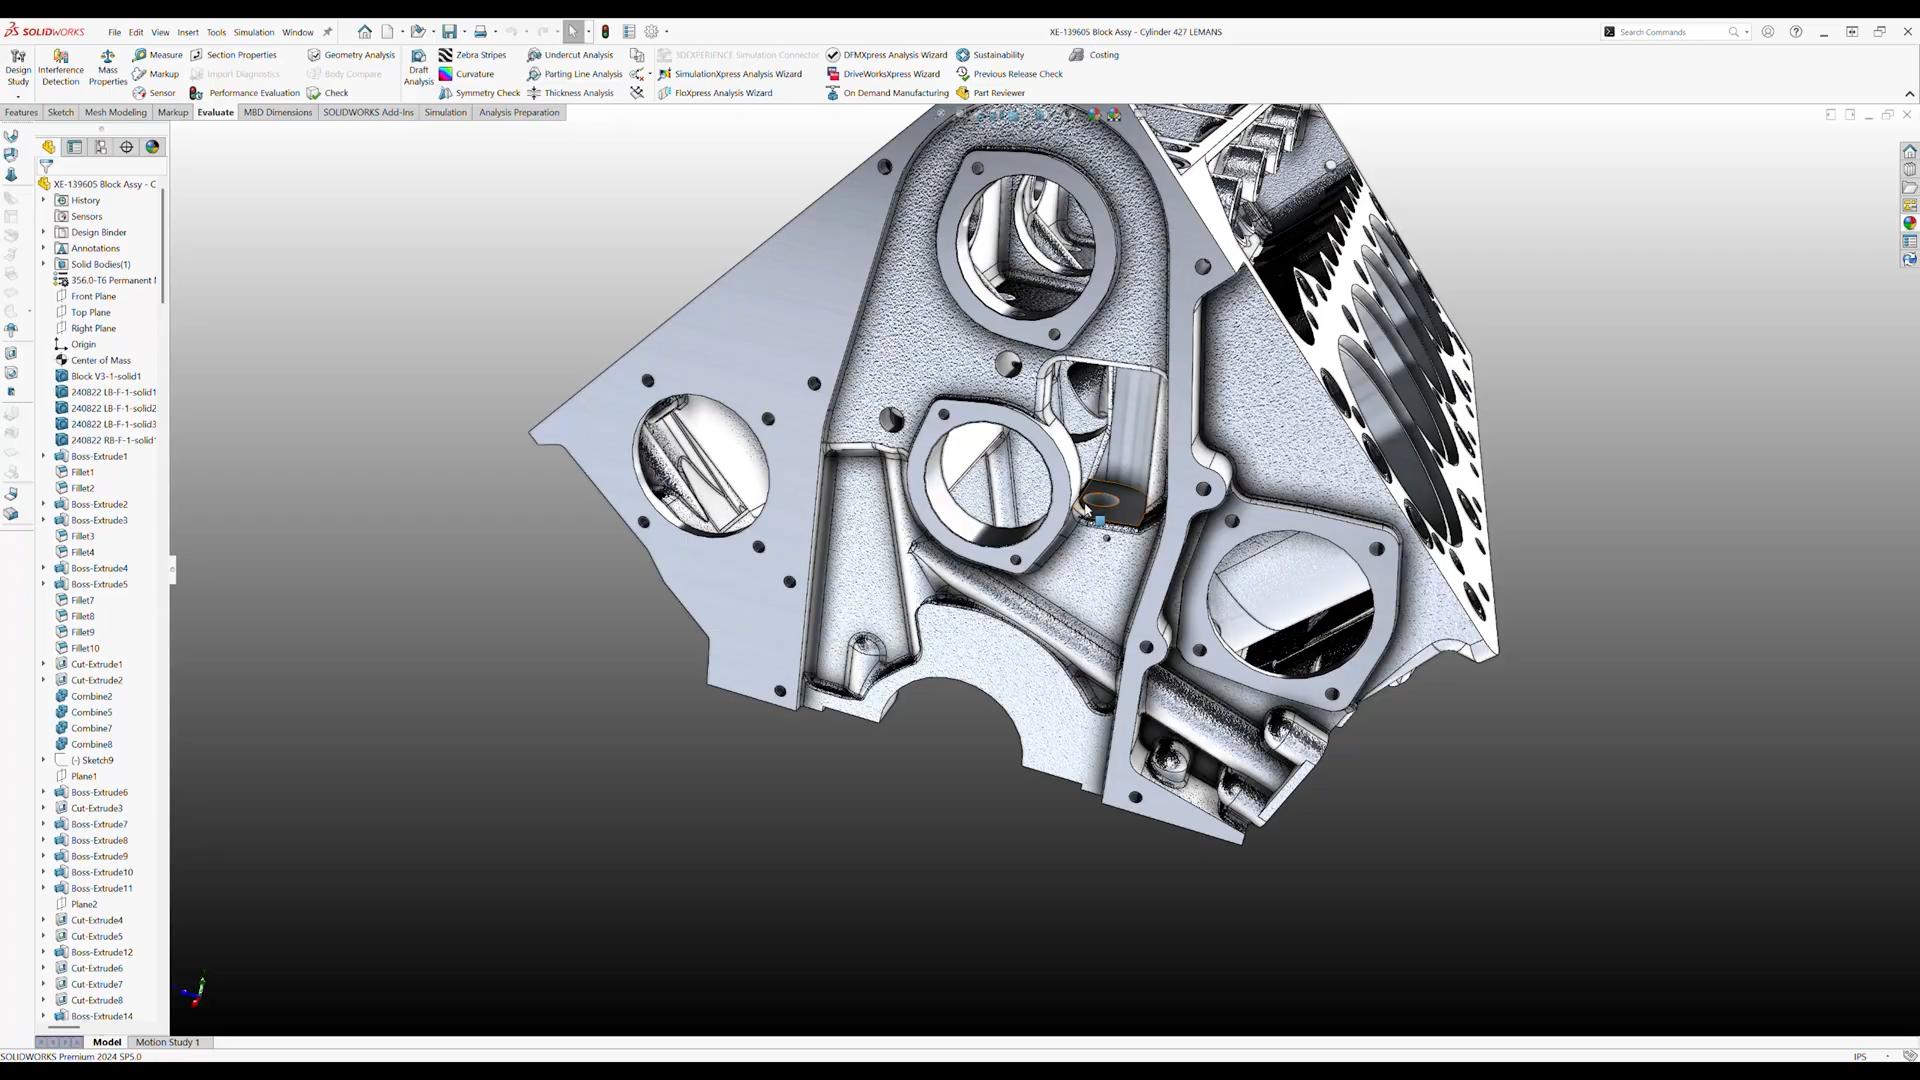 SOLIDWORKS
File Edit View Insert Tools Simulation Window
XE-139605 Block Assy - Cylinder 427 LEMANS
Search Commands
Design Study
Interference Detection
Mass Properties
Measure
Markup
Sensor
Section Properties
Import Diagnostics
Performance Evaluation
Geometry Analysis
Body Compare
Check
Draft Analysis
Zebra Stripes
Curvature
Symmetry Check
Undercut Analysis
Parting Line Analysis
Thickness Analysis
3DEXPERIENCE Simulation Connector
SimulationXpress Analysis Wizard
FloXpress Analysis Wizard
DFMXpress Analysis Wizard
DriveWorksXpress Wizard
On Demand Manufacturing
Sustainability
Previous Release Check
Part Reviewer
Costing
Features Sketch Mesh Modeling Markup Evaluate MBD Dimensions SOLIDWORKS Add-Ins Simulation Analysis Preparation
XE-139605 Block Assy - C
History
Sensors
Design Binder
Annotations
Solid Bodies(1)
356.0-T6 Permanent
Front Plane
Top Plane
Right Plane
Origin
Center of Mass
Block V3-1-solid1
240822 LB-F-1-solid1
240822 LB-F-1-solid2
240822 LB-F-1-solid3
240822 RB-F-1-solid
Boss-Extrude1
Fillet1
Fillet2
Boss-Extrude2
Boss-Extrude3
Fillet3
Fillet4
Boss-Extrude4
Boss-Extrude5
Fillet7
Fillet8
Fillet9
Fillet10
Cut-Extrude1
Cut-Extrude2
Combine2
Combine5
Combine7
Combine8
(-) Sketch9
Plane1
Boss-Extrude6
Cut-Extrude3
Boss-Extrude7
Boss-Extrude8
Boss-Extrude9
Boss-Extrude10
Boss-Extrude11
Plane2
Cut-Extrude4
Cut-Extrude5
Boss-Extrude12
Cut-Extrude6
Cut-Extrude7
Cut-Extrude8
Boss-Extrude14
Model Motion Study 1
SOLIDWORKS Premium 2024 SP5.0
IPS